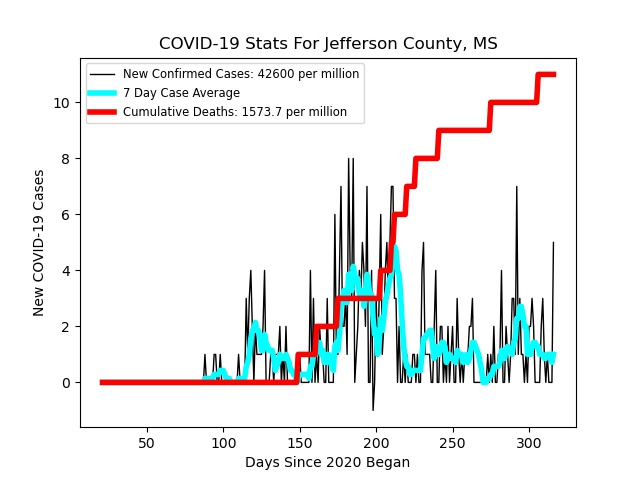 COVID-19 Stats For Jefferson County, MS
New Confirmed Cases: 42600 per million
7 Day Case Average
Cumulative Deaths: 1573.7 per million
New COVID-19 Cases
10
8
6
4
2
0
50 100 150 200 250 300
Days Since 2020 Began